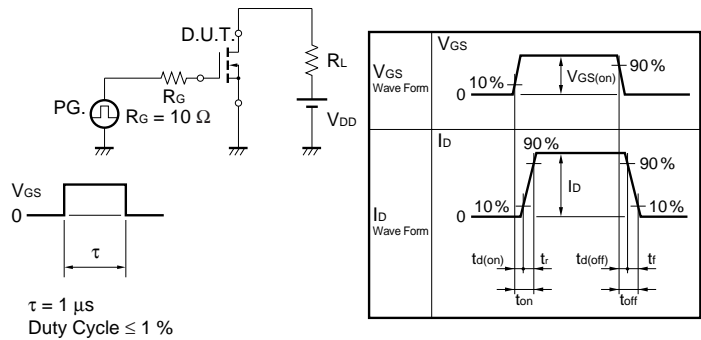 D.U.T.
RL
RG
PG.
RG = 10 Ω
VDD
VGS
0
τ
τ = 1 μs
Duty Cycle ≤ 1 %
VGS
Wave Form
VGS
10 %
0
VGS(on)
90 %
ID
Wave Form
ID
90 %
90 %
ID
10 %
0
10 %
td(on)
tr
td(off)
tf
ton
toff